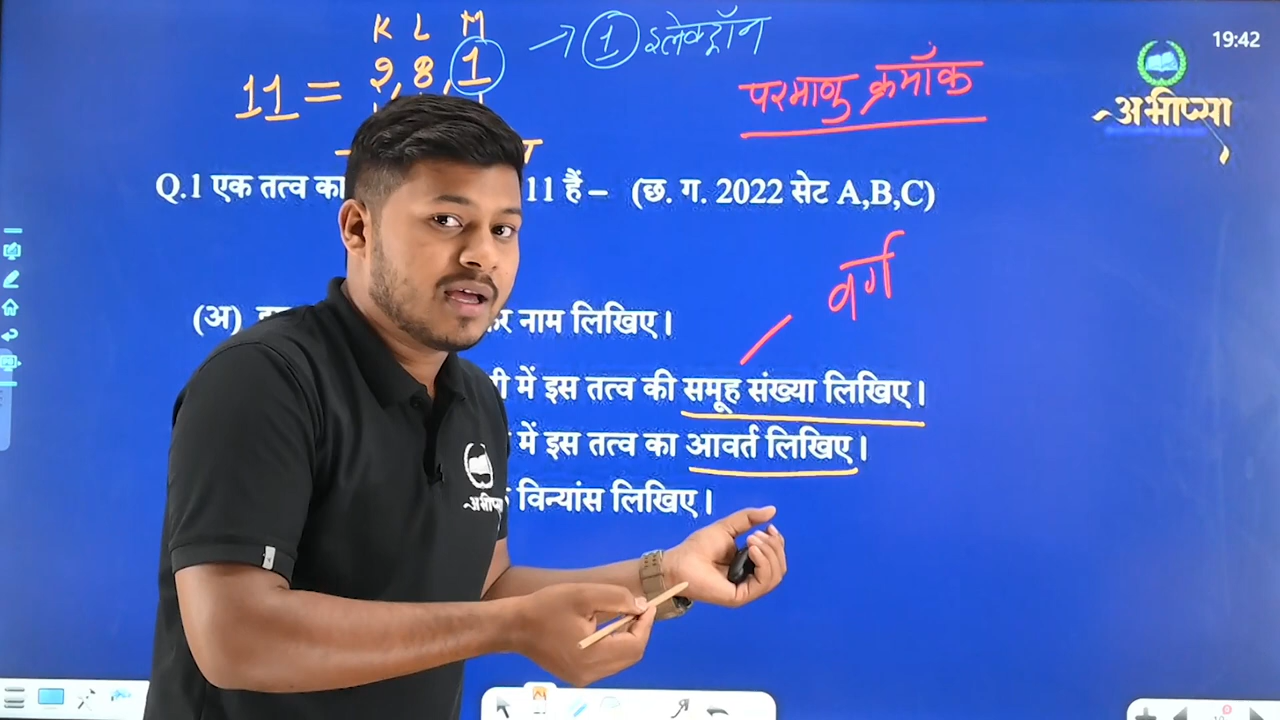 K L M
11 = 2, 8, 1 → 1 इलेक्ट्रॉन
19:42
परमाणु क्रमाँक
अभीप्सा
Q.1 एक तत्व का 11 हैं – (छ. ग. 2022 सेट A,B,C)
वर्ग
(अ) नाम लिखिए।
में इस तत्व की समूह संख्या लिखिए।
में इस तत्व का आवर्त लिखिए।
विन्यांस लिखिए।
अभीप्सा